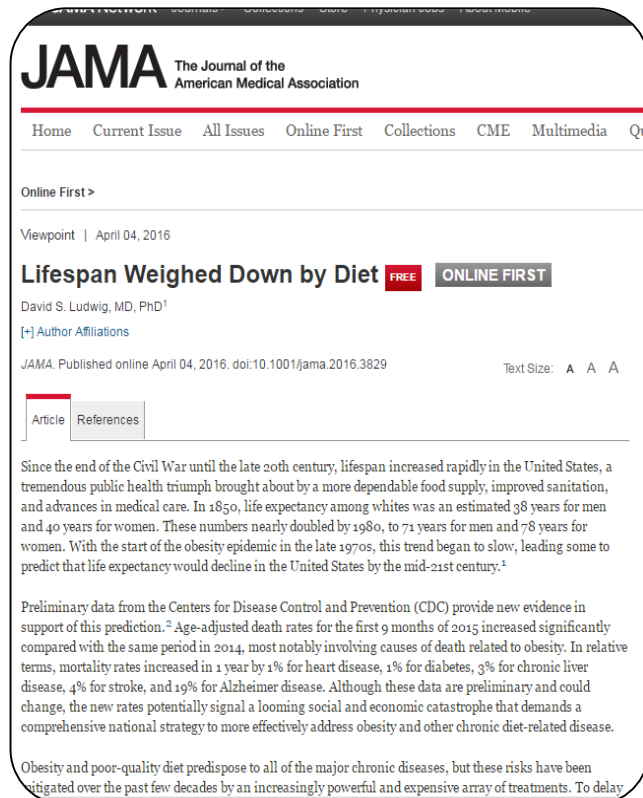 JAMA NETWORK Journals Collections Store Physician Jobs About Mobile
JAMA The Journal of the
American Medical Association
Home Current Issue All Issues Online First Collections CME Multimedia
Online First >
Viewpoint | April 04, 2016
Lifespan Weighed Down by Diet FREE ONLINE FIRST
David S. Ludwig, MD, PhD¹
[+] Author Affiliations
JAMA. Published online April 04, 2016. doi:10.1001/jama.2016.3829 Text Size: A A A
Article References
Since the end of the Civil War until the late 20th century, lifespan increased rapidly in the United States, a
tremendous public health triumph brought about by a more dependable food supply, improved sanitation,
and advances in medical care. In 1850, life expectancy among whites was an estimated 38 years for men
and 40 years for women. These numbers nearly doubled by 1980, to 71 years for men and 78 years for
women. With the start of the obesity epidemic in the late 1970s, this trend began to slow, leading some to
predict that life expectancy would decline in the United States by the mid-21st century.¹
Preliminary data from the Centers for Disease Control and Prevention (CDC) provide new evidence in
support of this prediction.² Age-adjusted death rates for the first 9 months of 2015 increased significantly
compared with the same period in 2014, most notably involving causes of death related to obesity. In relative
terms, mortality rates increased in 1 year by 1% for heart disease, 1% for diabetes, 3% for chronic liver
disease, 4% for stroke, and 19% for Alzheimer disease. Although these data are preliminary and could
change, the new rates potentially signal a looming social and economic catastrophe that demands a
comprehensive national strategy to more effectively address obesity and other chronic diet-related disease.
Obesity and poor-quality diet predispose to all of the major chronic diseases, but these risks have been
mitigated over the past few decades by an increasingly powerful and expensive array of treatments. To delay